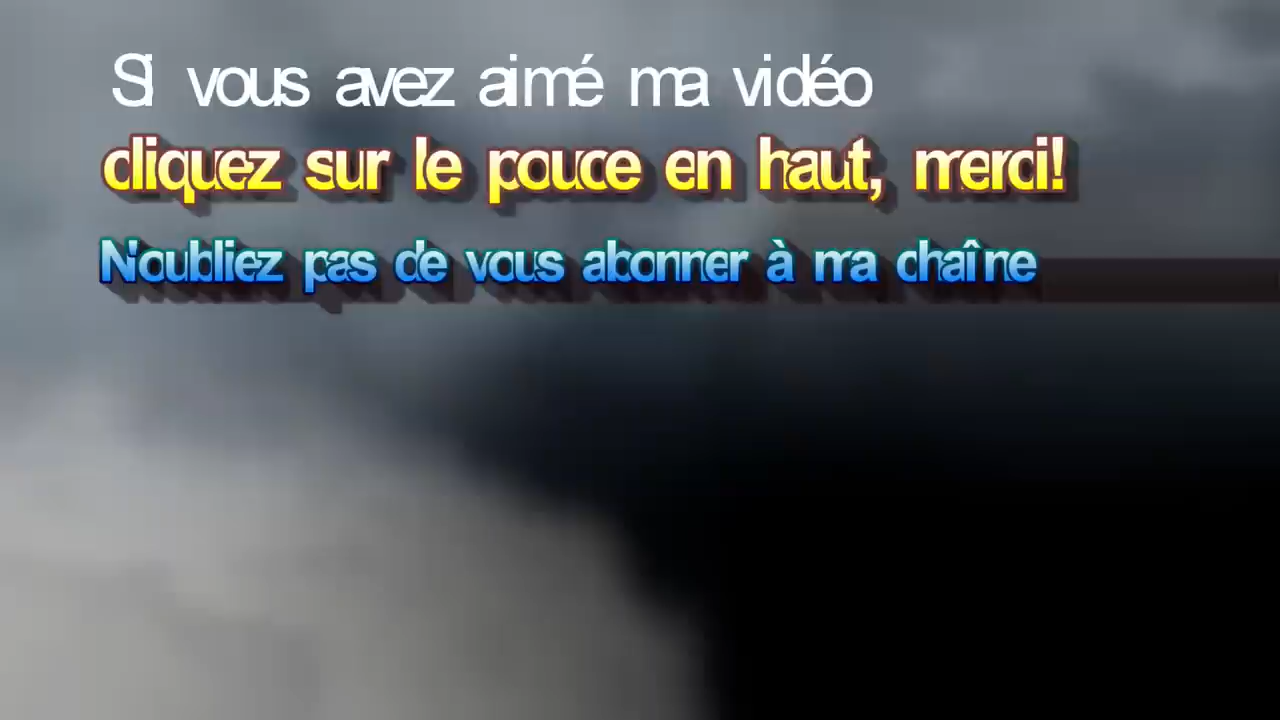 Si vous avez aimé ma vidéo
cliquez sur le pouce en haut, merci!
N'oubliez pas de vous abonner à ma chaîne